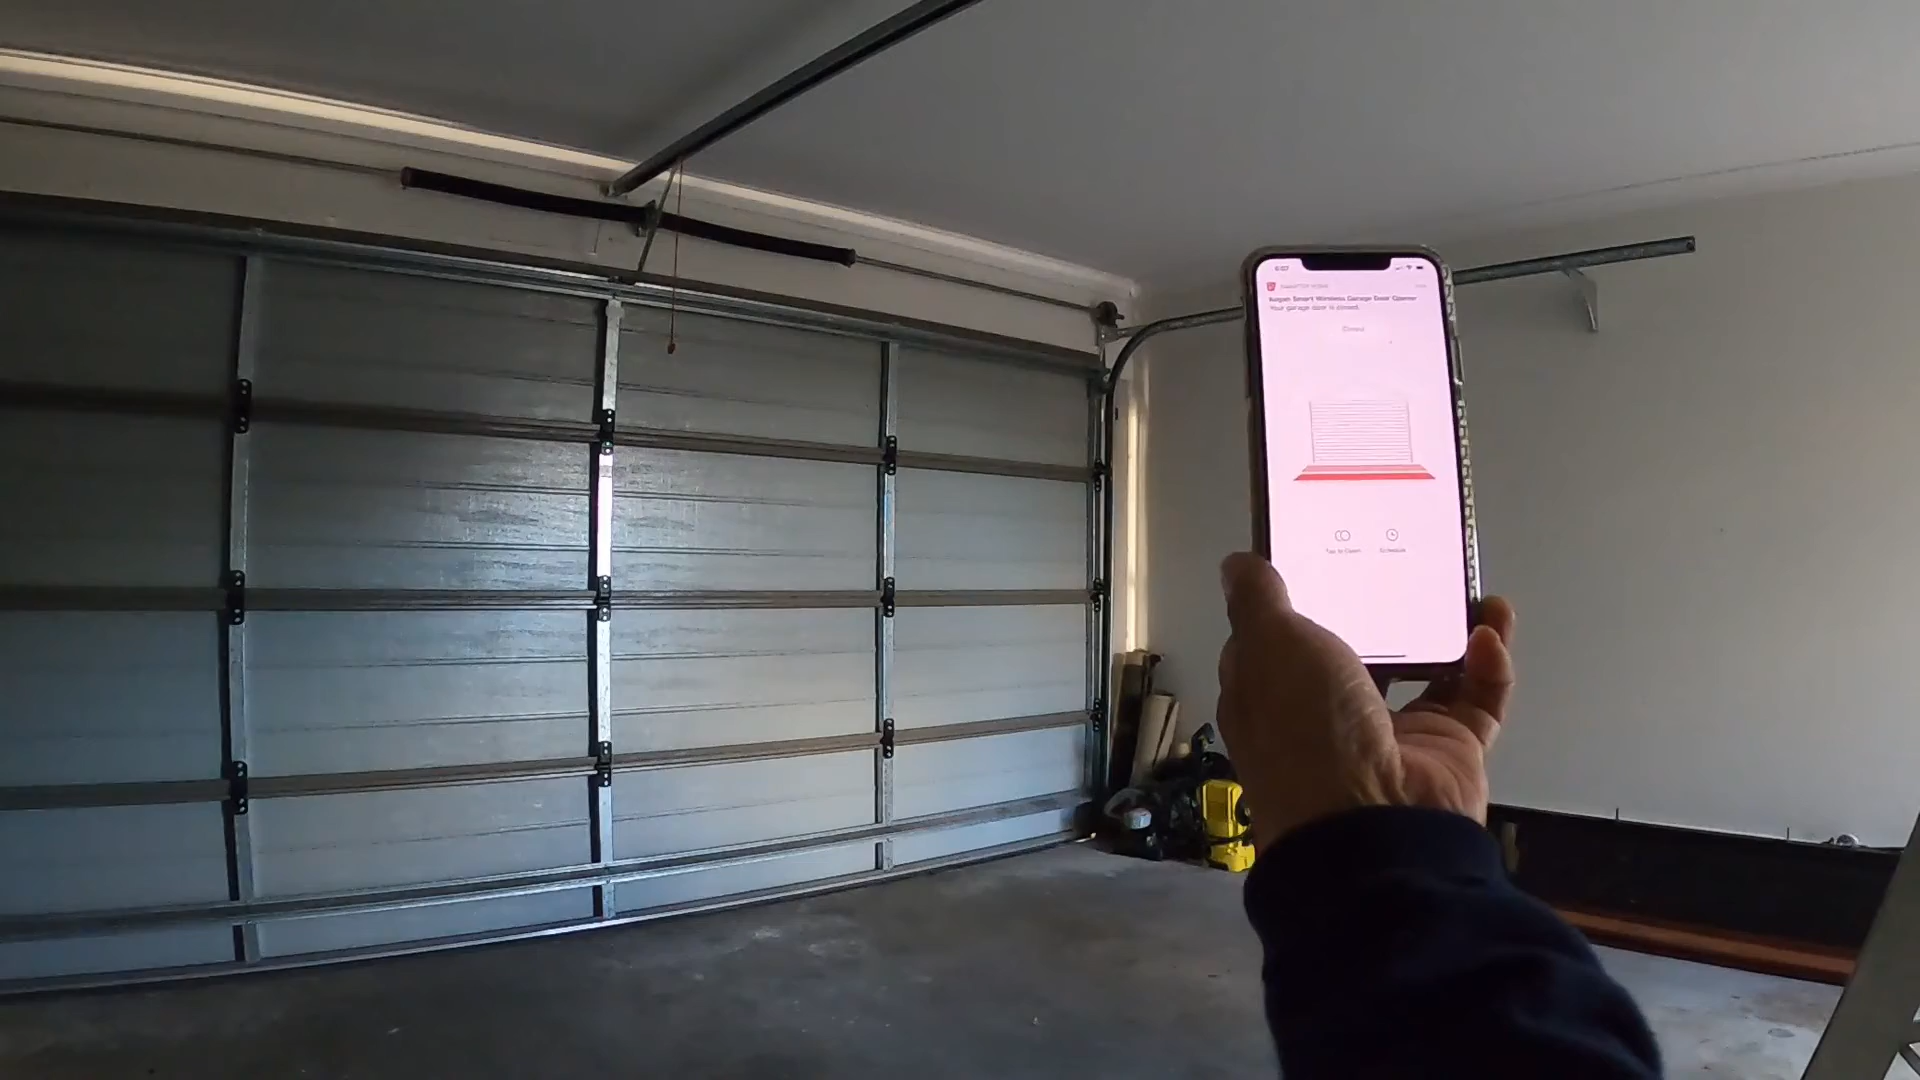 Kogan Smart Wireless Garage Door Opener
Your garage door is closed.
Closed
Tap to Open
Schedule